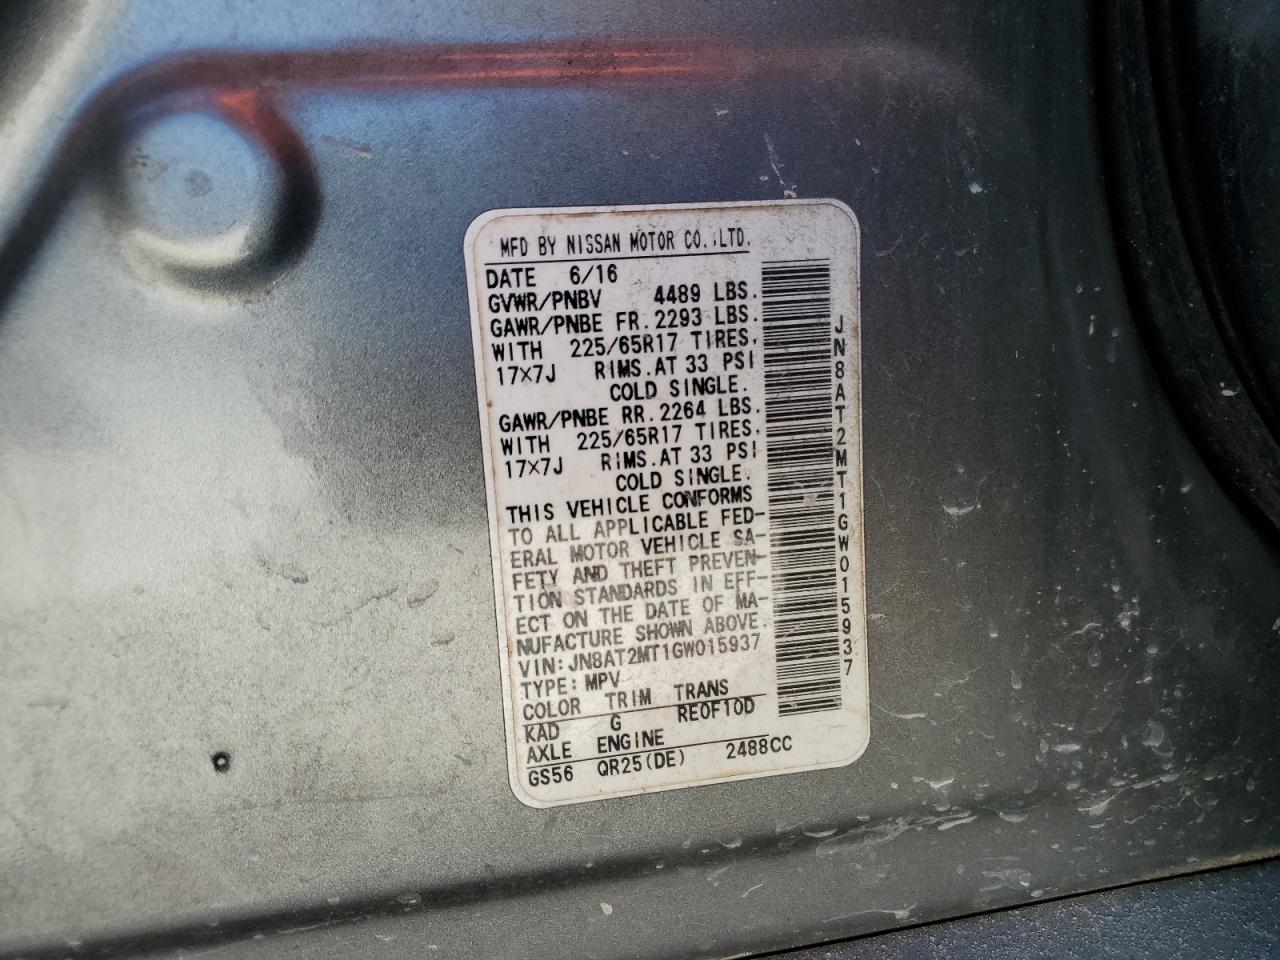 MFD BY NISSAN MOTOR CO.,LTD.
DATE 6/16
GVWR/PNBV 4489 LBS.
GAWR/PNBE FR. 2293 LBS.
WITH 225/65R17 TIRES,
17×7J RIMS. AT 33 PSI
COLD SINGLE.
GAWR/PNBE RR. 2264 LBS.
WITH 225/65R17 TIRES,
17×7J RIMS. AT 33 PSI
COLD SINGLE.
THIS VEHICLE CONFORMS
TO ALL APPLICABLE FED-
ERAL MOTOR VEHICLE SA-
FETY AND THEFT PREVEN-
TION STANDARDS IN EFF-
ECT ON THE DATE OF MA-
NUFACTURE SHOWN ABOVE.
VIN: JN8AT2MT1GW015937
TYPE: MPV
COLOR TRIM TRANS
KAD G RE0F10D
AXLE ENGINE
GS56 QR25(DE) 2488CC
JN8AT2MT1GW015937